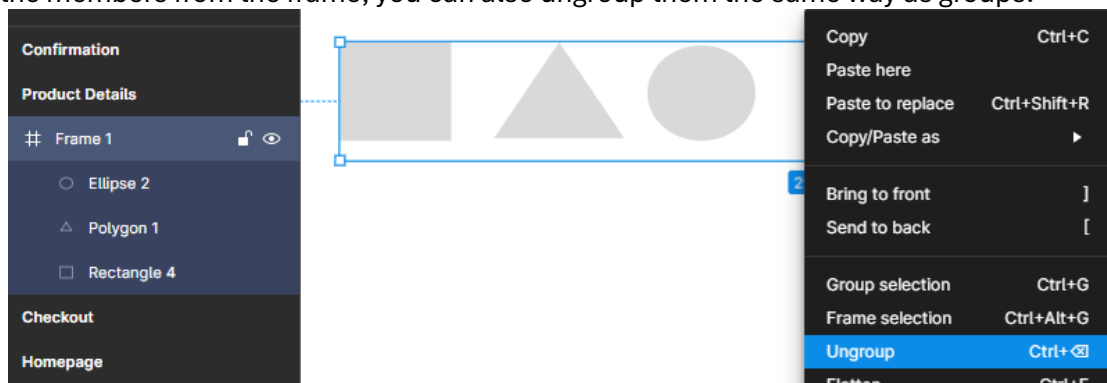 the members from the frame, you can also ungroup them the same way as groups.
Confirmation
Product Details
Frame 1
Ellipse 2
Polygon 1
Rectangle 4
Checkout
Homepage
2
Copy Ctrl+C
Paste here
Paste to replace Ctrl+Shift+R
Copy/Paste as
Bring to front ]
Send to back [
Group selection Ctrl+G
Frame selection Ctrl+Alt+G
Ungroup Ctrl+⌫